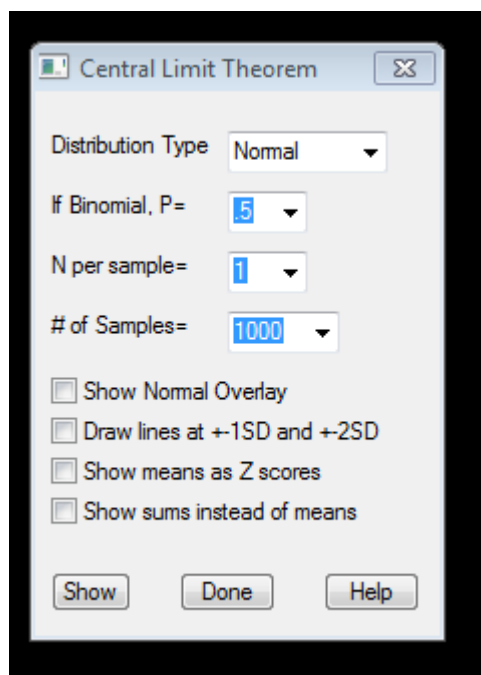 Central Limit Theorem
Distribution Type Normal
If Binomial, P= .5
N per sample= 1
# of Samples= 1000
Show Normal Overlay
Draw lines at +-1SD and +-2SD
Show means as Z scores
Show sums instead of means
Show Done Help